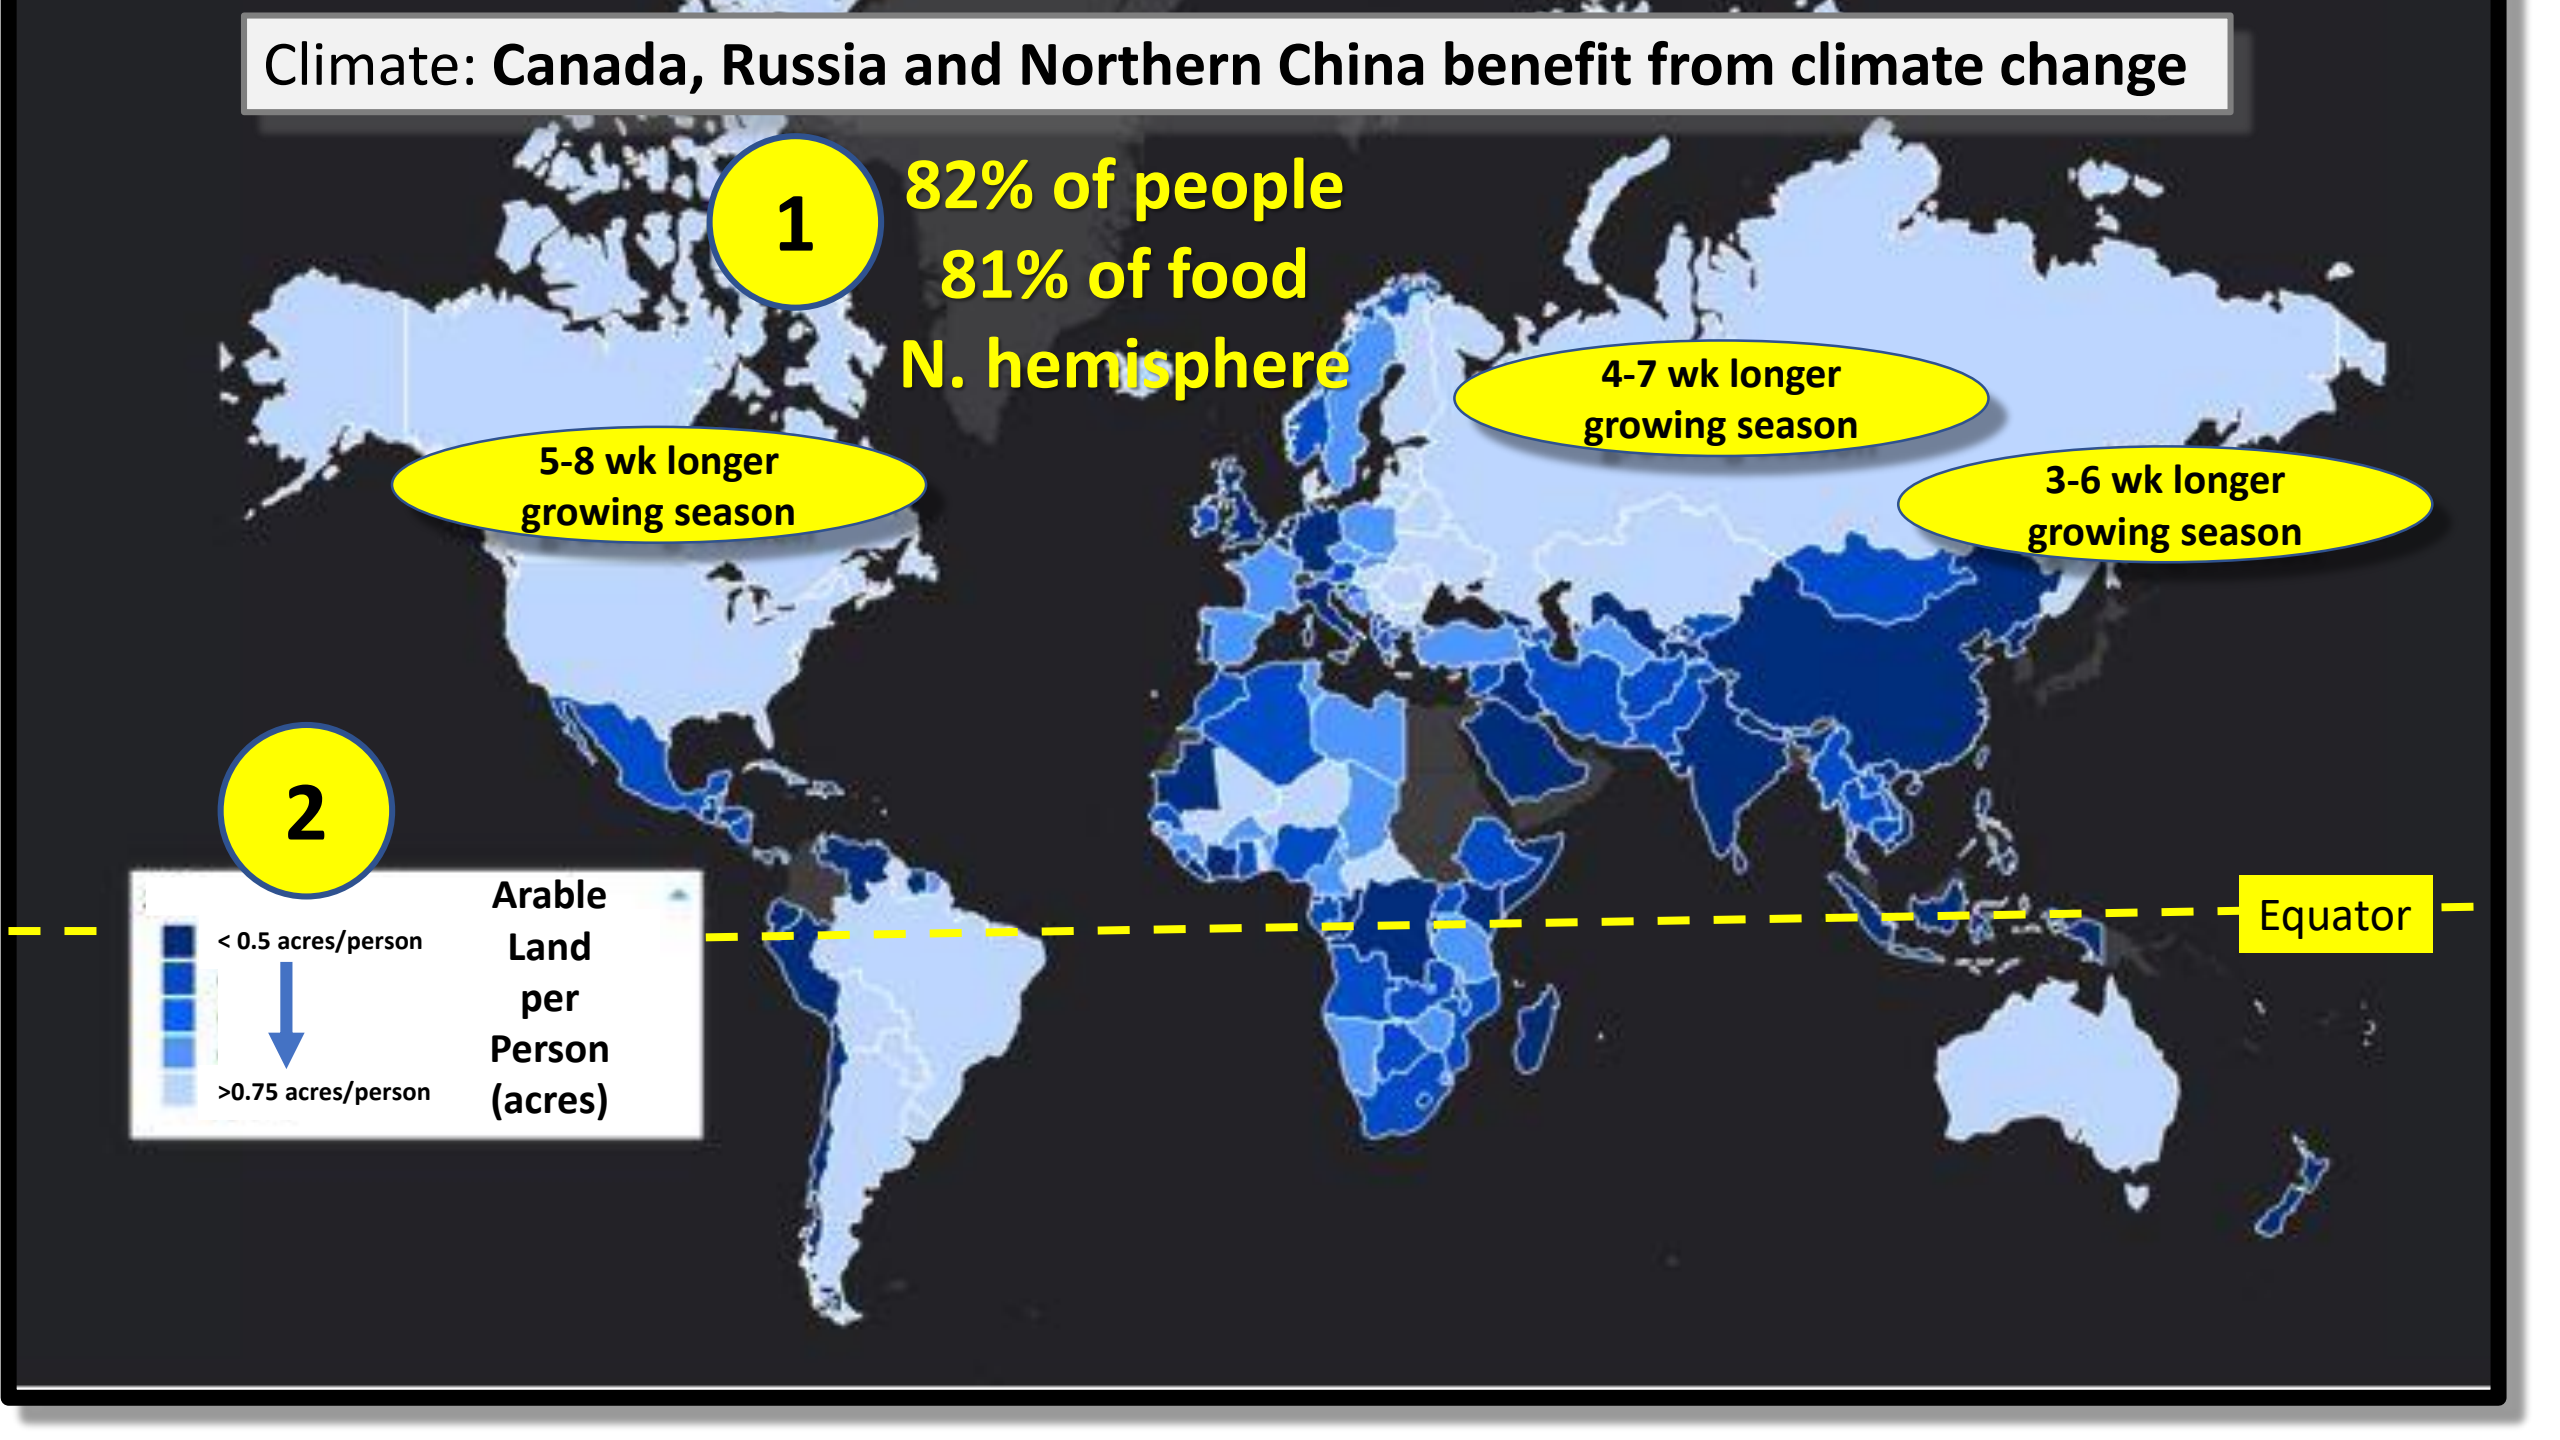 Climate: Canada, Russia and Northern China benefit from climate change
1
82% of people
81% of food
N. hemisphere
4-7 wk longer
growing season
5-8 wk longer
growing season
3-6 wk longer
growing season
2
Arable
Land
per
Person
(acres)
< 0.5 acres/person
>0.75 acres/person
Equator